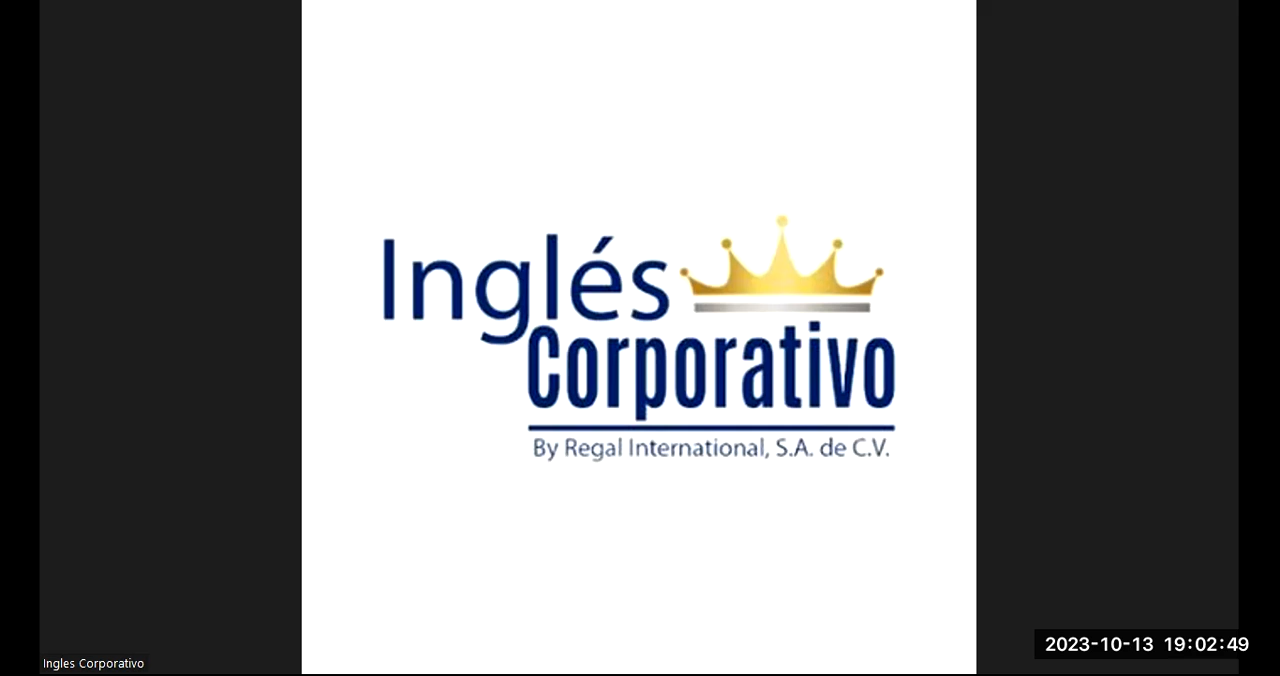 Inglés
Corporativo
By Regal International, S.A. de C.V.
2023-10-13 19:02:49
Ingles Corporativo